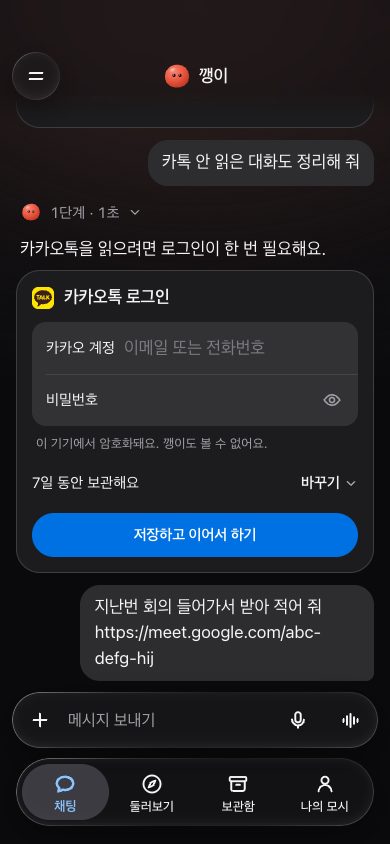 깽이
카톡 안 읽은 대화도 정리해 줘
1단계 · 1초
카카오톡을 읽으려면 로그인이 한 번 필요해요.
TALK 카카오톡 로그인
카카오 계정 이메일 또는 전화번호
비밀번호
이 기기에서 암호화돼요. 깽이도 볼 수 없어요.
7일 동안 보관해요 바꾸기
저장하고 이어서 하기
지난번 회의 들어가서 받아 적어 줘
https://meet.google.com/abc-
defg-hij
메시지 보내기
채팅 둘러보기 보관함 나의 모시